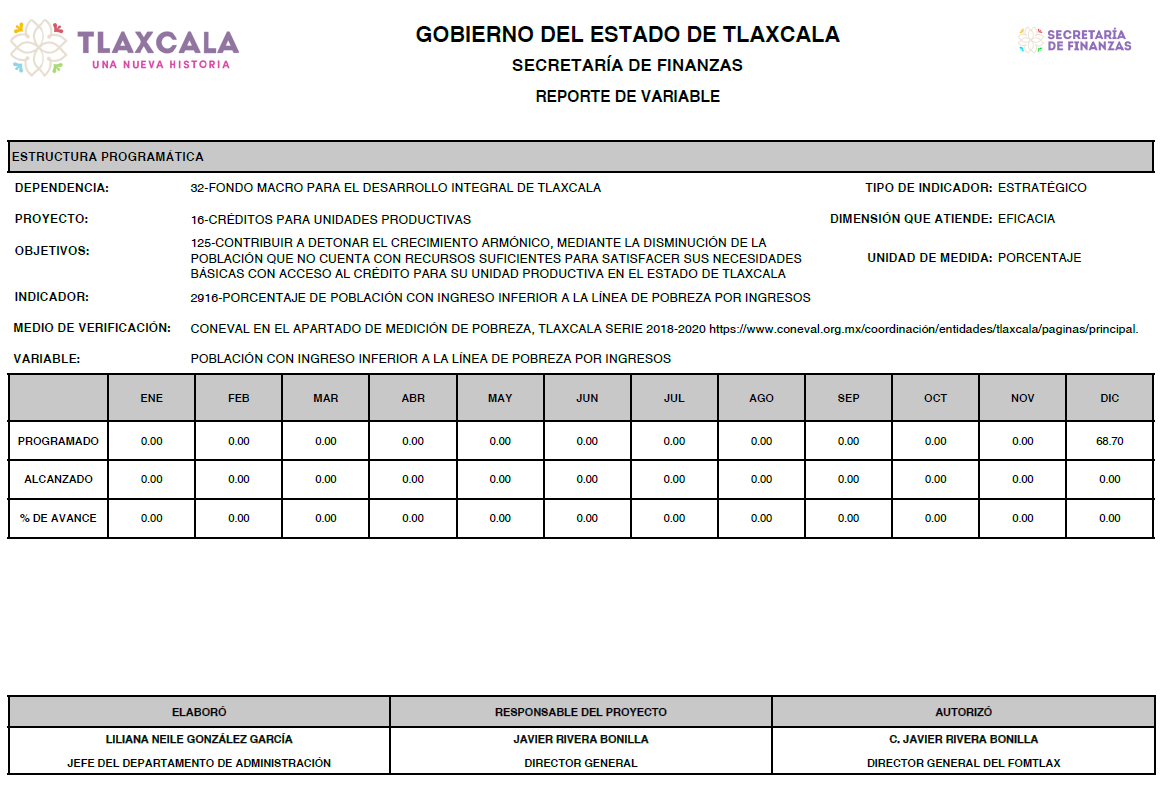 TLAXCALA
UNA NUEVA HISTORIA
GOBIERNO DEL ESTADO DE TLAXCALA
SECRETARÍA DE FINANZAS
REPORTE DE VARIABLE
SECRETARÍA
DE FINANZAS
ESTRUCTURA PROGRAMÁTICA
DEPENDENCIA: 32-FONDO MACRO PARA EL DESARROLLO INTEGRAL DE TLAXCALA TIPO DE INDICADOR: ESTRATÉGICO
PROYECTO: 16-CRÉDITOS PARA UNIDADES PRODUCTIVAS DIMENSIÓN QUE ATIENDE: EFICACIA
OBJETIVOS: 125-CONTRIBUIR A DETONAR EL CRECIMIENTO ARMÓNICO, MEDIANTE LA DISMINUCIÓN DE LA
POBLACIÓN QUE NO CUENTA CON RECURSOS SUFICIENTES PARA SATISFACER SUS NECESIDADES
BÁSICAS CON ACCESO AL CRÉDITO PARA SU UNIDAD PRODUCTIVA EN EL ESTADO DE TLAXCALA
UNIDAD DE MEDIDA: PORCENTAJE
INDICADOR: 2916-PORCENTAJE DE POBLACIÓN CON INGRESO INFERIOR A LA LÍNEA DE POBREZA POR INGRESOS
MEDIO DE VERIFICACIÓN: CONEVAL EN EL APARTADO DE MEDICIÓN DE POBREZA, TLAXCALA SERIE 2018-2020 https://www.coneval.org.mx/coordinación/entidades/tlaxcala/paginas/principal.
VARIABLE: POBLACIÓN CON INGRESO INFERIOR A LA LÍNEA DE POBREZA POR INGRESOS
ENE FEB MAR ABR MAY JUN JUL AGO SEP OCT NOV DIC
PROGRAMADO 0.00 0.00 0.00 0.00 0.00 0.00 0.00 0.00 0.00 0.00 0.00 68.70
ALCANZADO 0.00 0.00 0.00 0.00 0.00 0.00 0.00 0.00 0.00 0.00 0.00 0.00
% DE AVANCE 0.00 0.00 0.00 0.00 0.00 0.00 0.00 0.00 0.00 0.00 0.00 0.00
ELABORÓ RESPONSABLE DEL PROYECTO AUTORIZÓ
LILIANA NEILE GONZÁLEZ GARCÍA JAVIER RIVERA BONILLA C. JAVIER RIVERA BONILLA
JEFE DEL DEPARTAMENTO DE ADMINISTRACIÓN DIRECTOR GENERAL DIRECTOR GENERAL DEL FOMTLAX